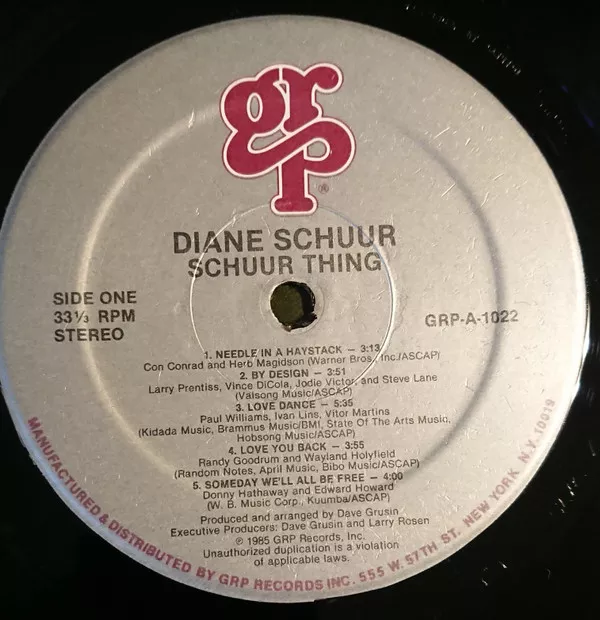 grp
®
DIANE SCHUUR
SCHUUR THING
SIDE ONE
33⅓ RPM
STEREO
GRP-A-1022
1. NEEDLE IN A HAYSTACK – 3:13
Con Conrad and Herb Magidson (Warner Bros., Inc./ASCAP)
2. BY DESIGN – 3:51
Larry Prentiss, Vince DiCola, Jodie Victor, and Steve Lane
(Vaisong Music/ASCAP)
3. LOVE DANCE – 5:35
Paul Williams, Ivan Lins, Vitor Martins
(Kidada Music, Brammus Music/BMI, State Of The Arts Music,
Hobsong Music/ASCAP)
4. LOVE YOU BACK – 3:55
Randy Goodrum and Wayland Holyfield
(Random Notes, April Music, Bibo Music/ASCAP)
5. SOMEDAY WE'LL ALL BE FREE – 4:00
Donny Hathaway and Edward Howard
(W. B. Music Corp., Kuumba/ASCAP)
Produced and arranged by Dave Grusin
Executive Producers: Dave Grusin and Larry Rosen
℗ 1985 GRP Records, Inc.
Unauthorized duplication is a violation
of applicable laws.
MANUFACTURED & DISTRIBUTED BY GRP RECORDS INC. 555 W. 57TH ST. NEW YORK N.Y. 10019